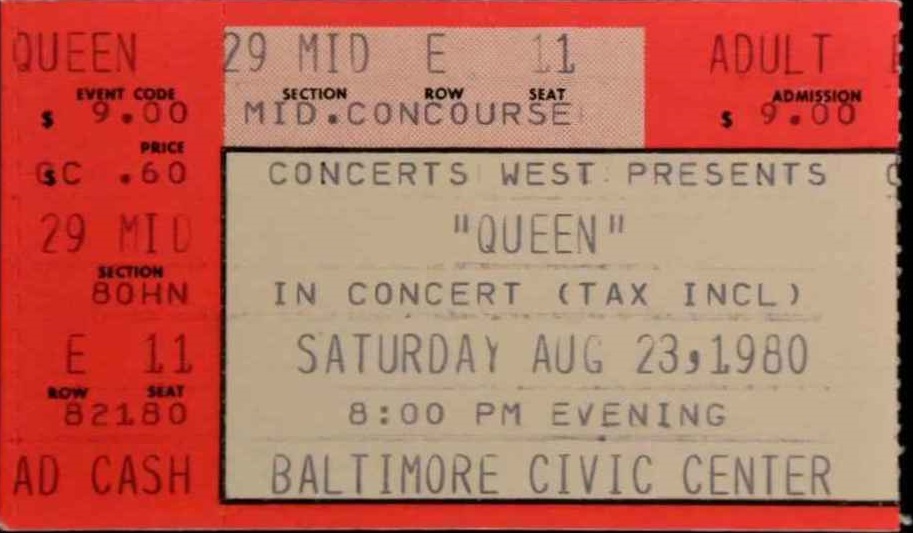 QUEEN
EVENT CODE
$ 9.00
PRICE
$C .60
29 MID
SECTION
80HN
E 11
ROW SEAT
82180
AD CASH
29 MID E 11 ADULT
SECTION ROW SEAT ADMISSION
MID.CONCOURSE $ 9.00
CONCERTS WEST PRESENTS
"QUEEN"
IN CONCERT (TAX INCL)
SATURDAY AUG 23,1980
8:00 PM EVENING
BALTIMORE CIVIC CENTER